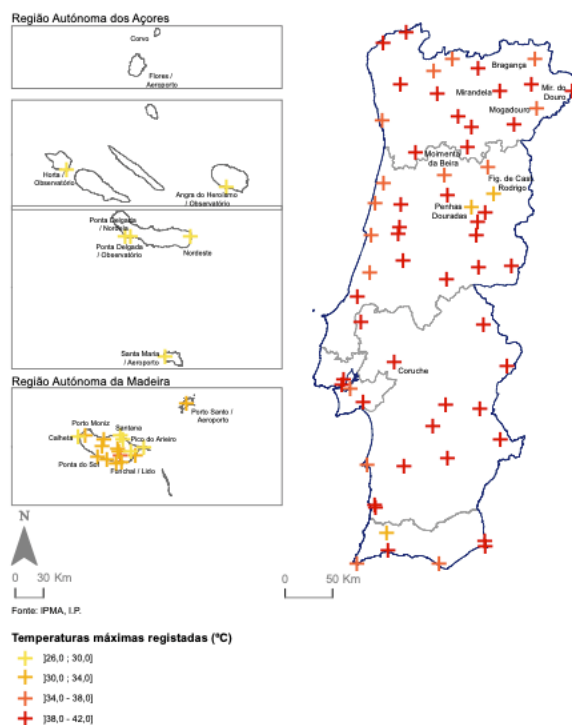 Região Autónoma dos Açores
Corvo
Flores /
Aeroporto
Horta /
Observatório
Angra do Heroísmo
/ Observatório
Ponta Delgada
/ Nordela
Ponta Delgada
/ Observatório
Nordeste
Santa Maria
/ Aeroporto
Região Autónoma da Madeira
Porto Moniz
Santana
Porto Santo /
Aeroporto
Calheta
Pico do Arieiro
Ponta do Sol
Funchal / Lido
Bragança
Mirandela
Mir. do
Douro
Mogadouro
Moimenta
da Beira
Fig. de Cast.
Rodrigo
Penhas
Douradas
Coruche
N
0 30 Km
0 50 Km
Fonte: IPMA, I.P.
Temperaturas máximas registadas (ºC)
]26,0 ; 30,0]
]30,0 ; 34,0]
]34,0 - 38,0]
]38,0 - 42,0]